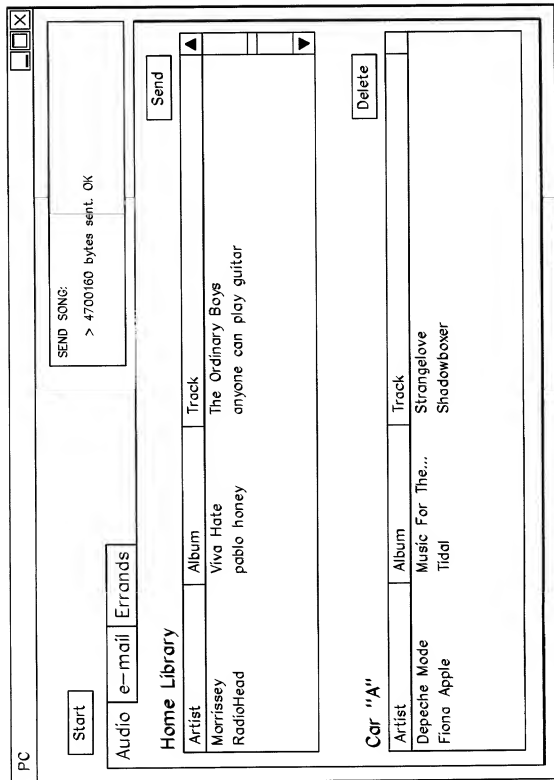 PC
Start
SEND SONG:
> 4700160 bytes sent. OK
Audio e-mail Errands
Home Library
Send
Artist Album Track
Morrissey Viva Hate The Ordinary Boys
RadioHead pablo honey anyone can play guitar
Car "A"
Delete
Artist Album Track
Depeche Mode Music For The... Strangelove
Fiona Apple Tidal Shadowboxer